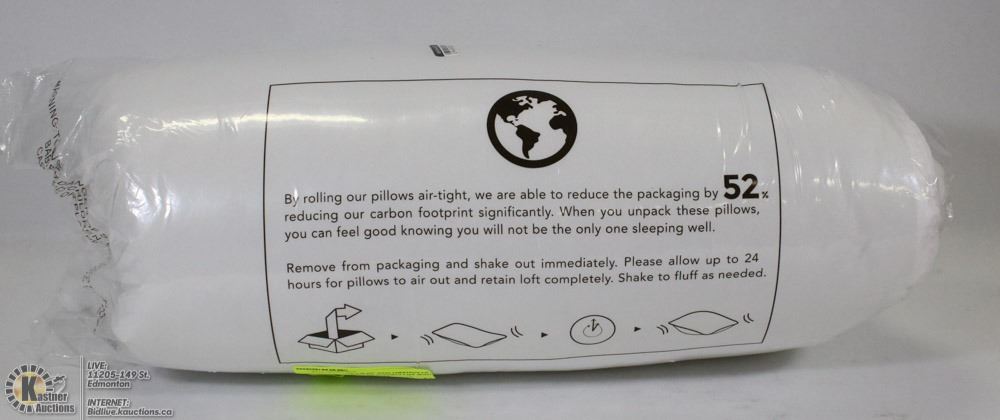 By rolling our pillows air-tight, we are able to reduce the packaging by 52%
reducing our carbon footprint significantly. When you unpack these pillows,
you can feel good knowing you will not be the only one sleeping well.
Remove from packaging and shake out immediately. Please allow up to 24
hours for pillows to air out and retain loft completely. Shake to fluff as needed.
Kastner
Auctions
LIVE:
11205-149 St.
Edmonton
INTERNET:
Bidlive.kauctions.ca